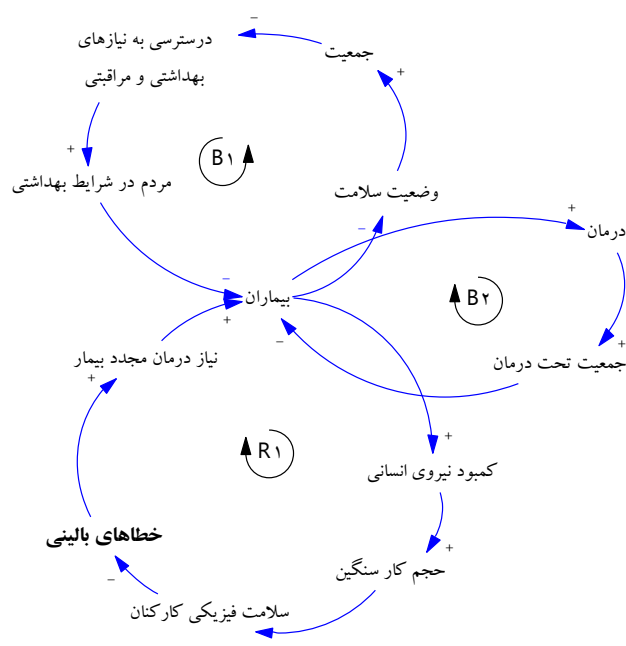 درسترسی به نیازهای
بهداشتی و مراقبتی
جمعیت
مردم در شرایط بهداشتی
وضعیت سلامت
B۱
درمان
بیماران
B۲
جمعیت تحت درمان
نیاز درمان مجدد بیمار
R۱
کمبود نیروی انسانی
خطاهای بالینی
حجم کار سنگین
سلامت فیزیکی کارکنان